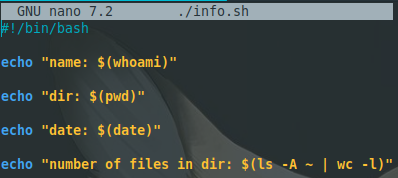 GNU nano 7.2 ./info.sh
#!/bin/bash
echo "name: $(whoami)"
echo "dir: $(pwd)"
echo "date: $(date)"
echo "number of files in dir: $(ls -A ~ | wc -l)"